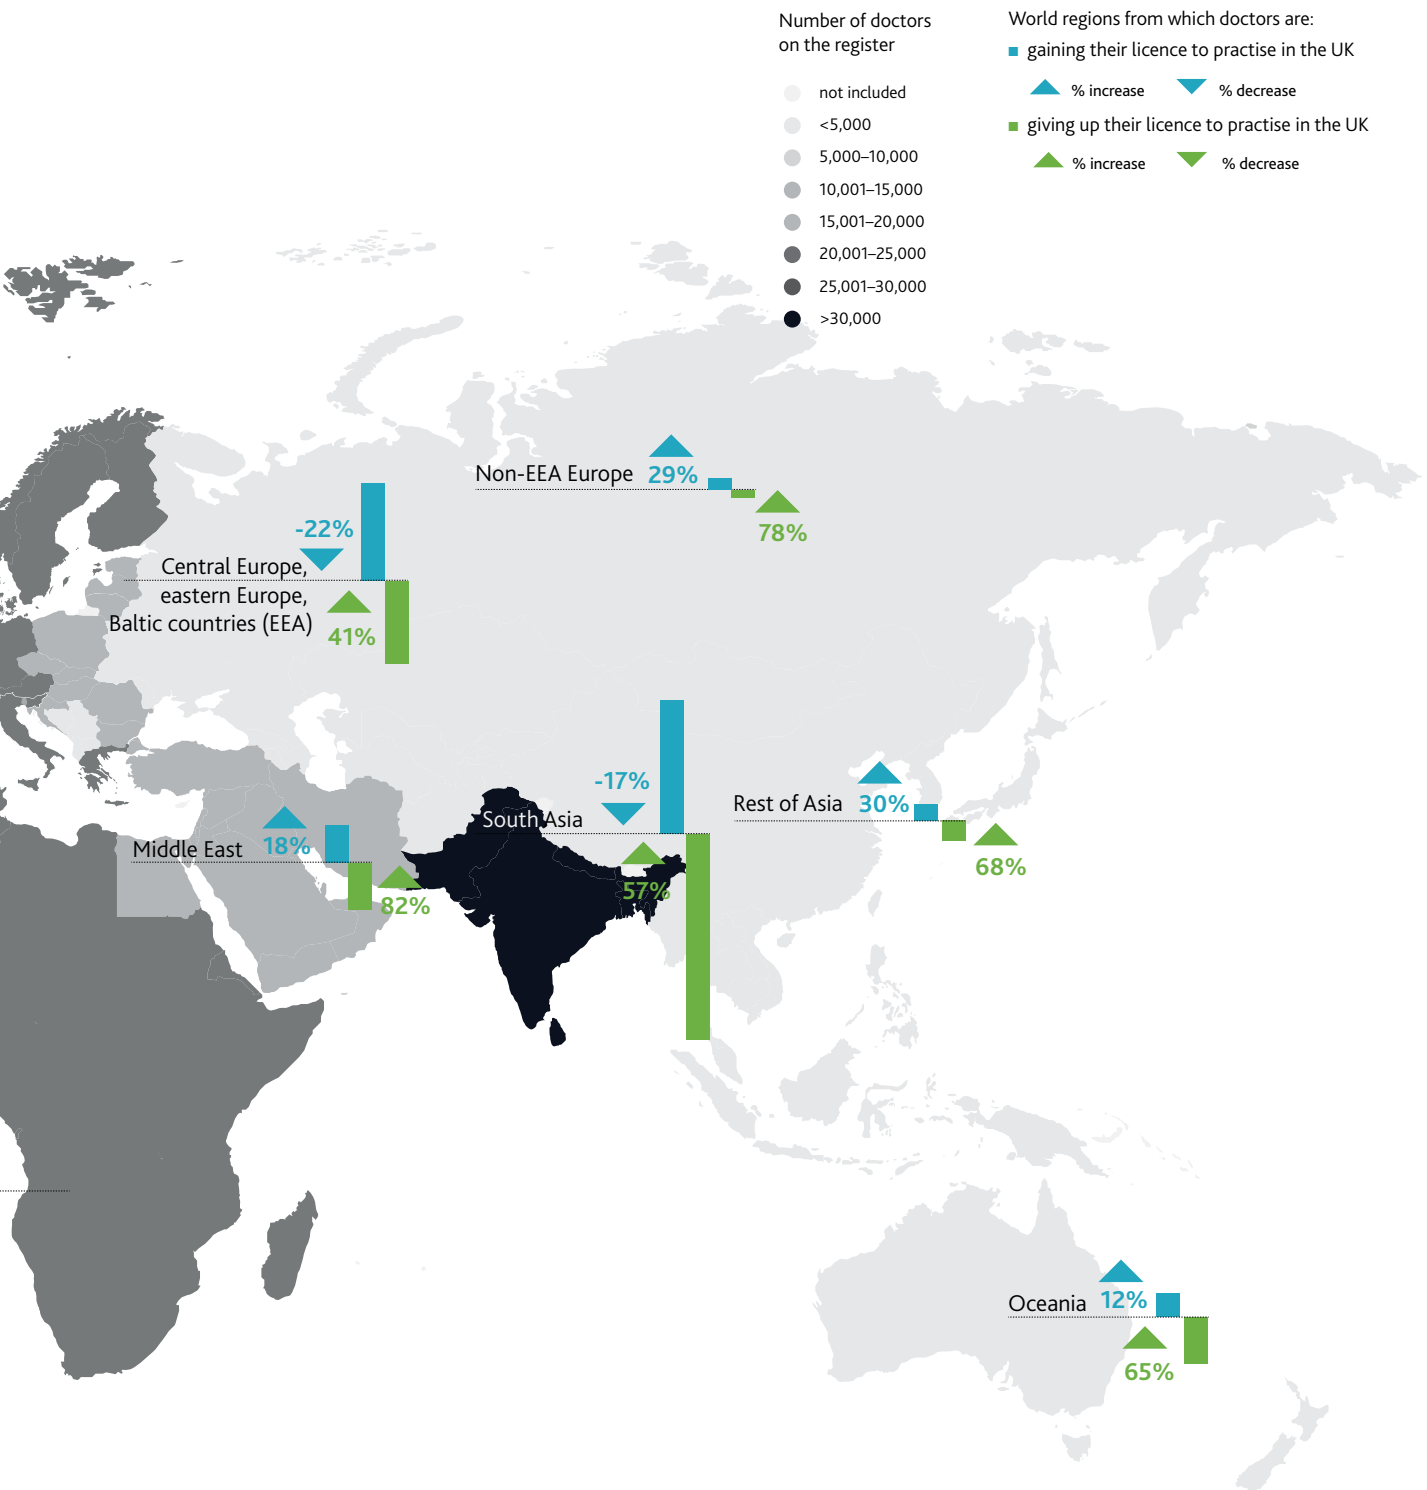 Number of doctors
on the register
not included
<5,000
5,000–10,000
10,001–15,000
15,001–20,000
20,001–25,000
25,001–30,000
>30,000
World regions from which doctors are:
gaining their licence to practise in the UK
% increase
% decrease
giving up their licence to practise in the UK
% increase
% decrease
Non-EEA Europe
29%
78%
-22%
Central Europe,
eastern Europe,
Baltic countries (EEA)
41%
-17%
South Asia
57%
Rest of Asia
30%
68%
Middle East
18%
82%
Oceania
12%
65%